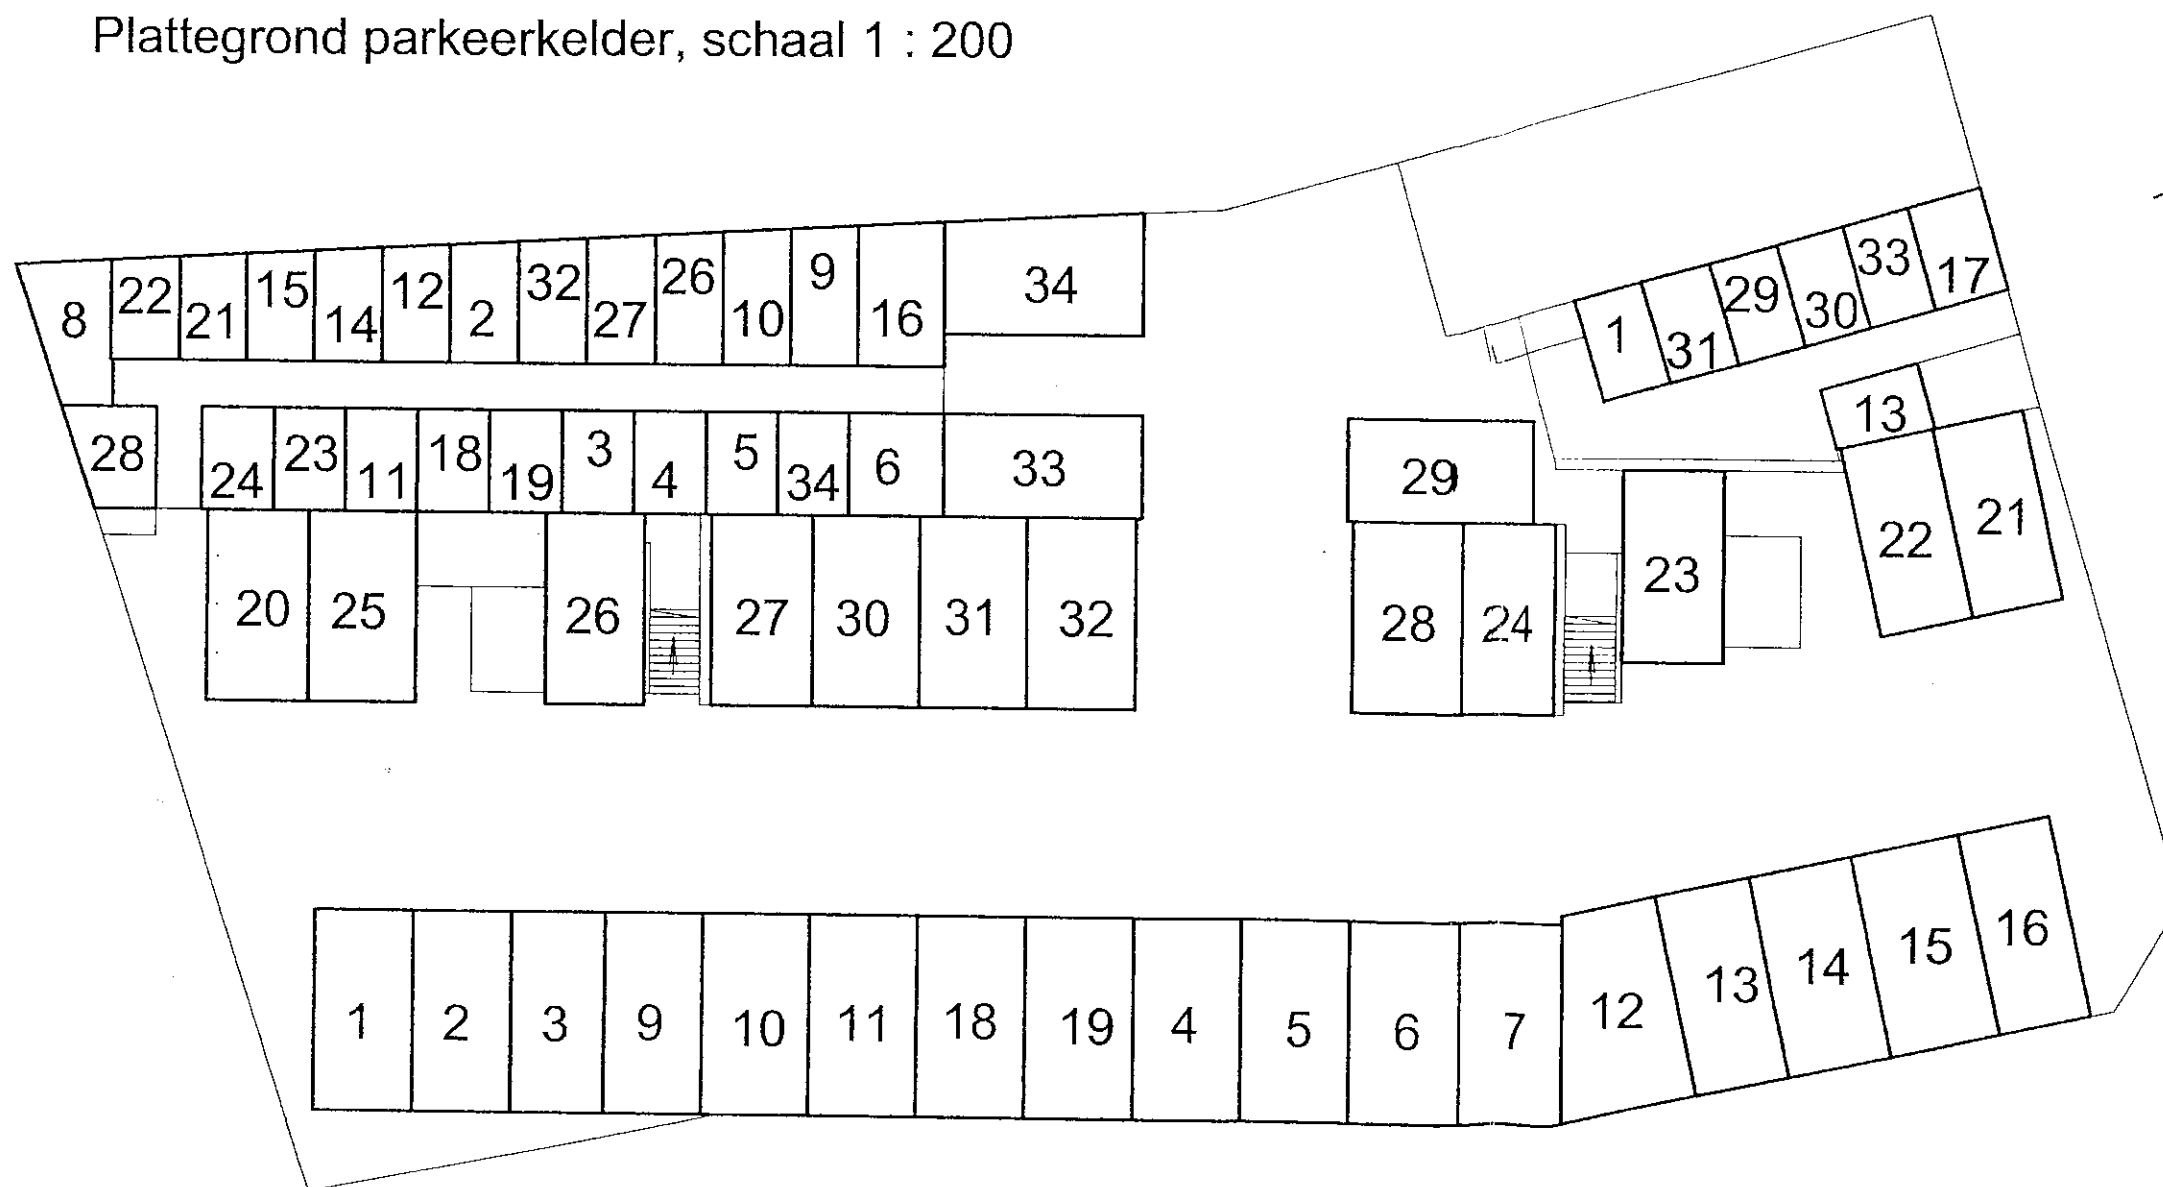 Plattegrond parkeerkelder, schaal 1 : 200
8 22 21 15 14 12 2 32 27 26 10 9 16 34
1 31 29 30 33 17
28 24 23 11 18 19 3 4 5 34 6 33
29 13
20 25 26 27 30 31 32
28 24 23 22 21
1 2 3 9 10 11 18 19 4 5 6 7 12 13 14 15 16